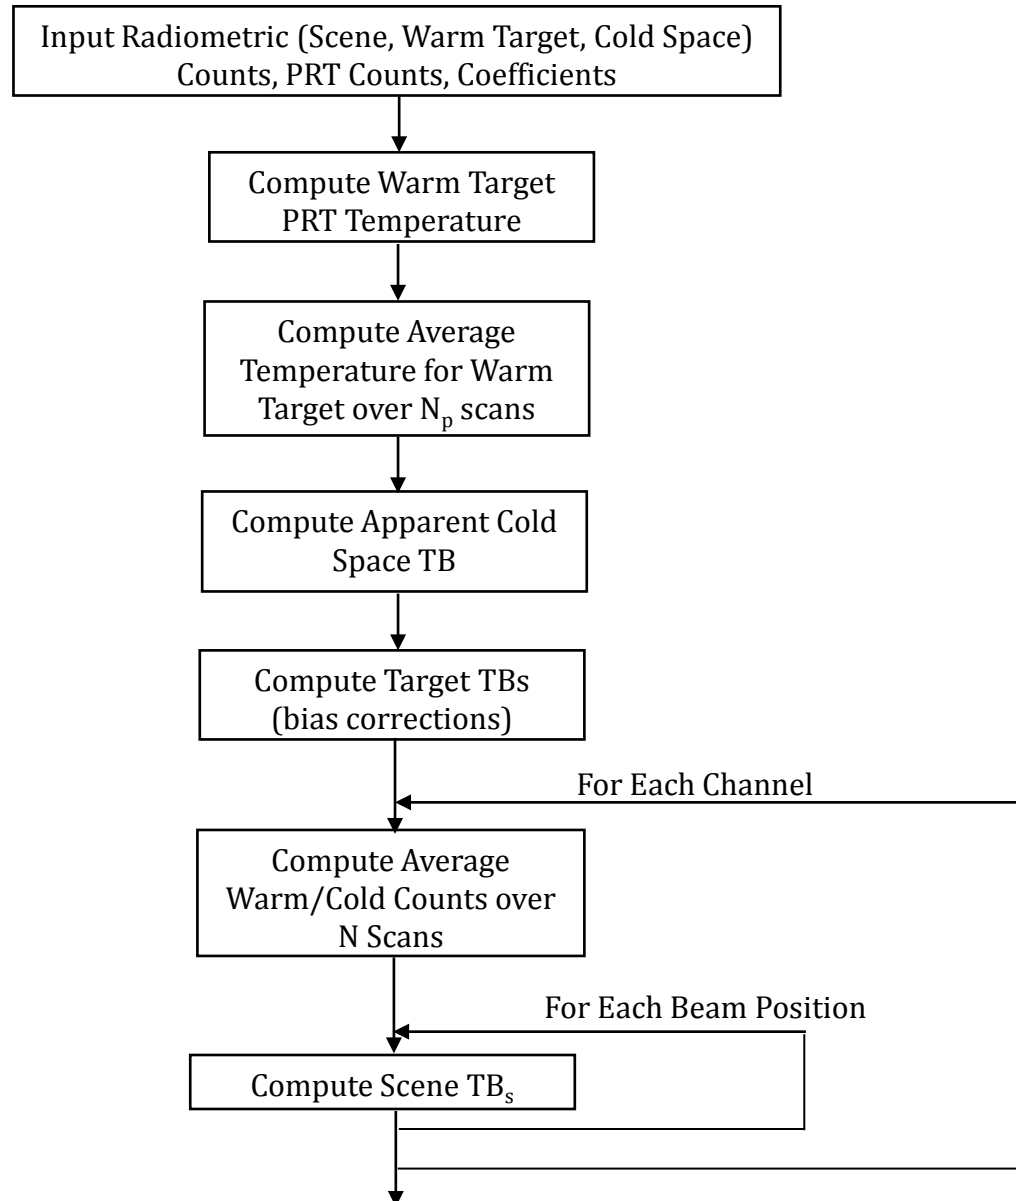 Input Radiometric (Scene, Warm Target, Cold Space)
Counts, PRT Counts, Coefficients
Compute Warm Target
PRT Temperature
Compute Average
Temperature for Warm
Target over Nₚ scans
Compute Apparent Cold
Space TB
Compute Target TBs
(bias corrections)
For Each Channel
Compute Average
Warm/Cold Counts over
N Scans
For Each Beam Position
Compute Scene TBₛ